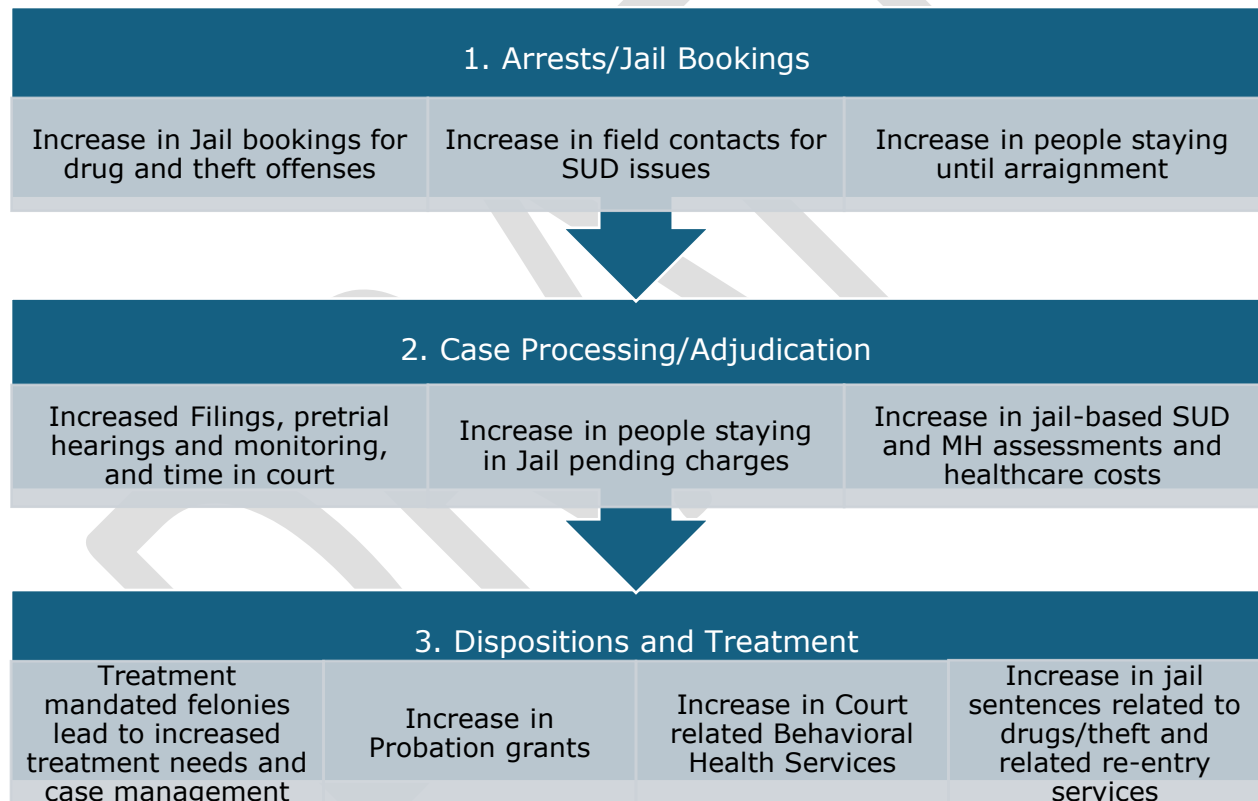 1. Arrests/Jail Bookings
Increase in Jail bookings for
drug and theft offenses
Increase in field contacts for
SUD issues
Increase in people staying
until arraignment
2. Case Processing/Adjudication
Increased Filings, pretrial
hearings and monitoring,
and time in court
Increase in people staying
in Jail pending charges
Increase in jail-based SUD
and MH assessments and
healthcare costs
3. Dispositions and Treatment
Treatment
mandated felonies
lead to increased
treatment needs and
case management
Increase in
Probation grants
Increase in Court
related Behavioral
Health Services
Increase in jail
sentences related to
drugs/theft and
related re-entry
services